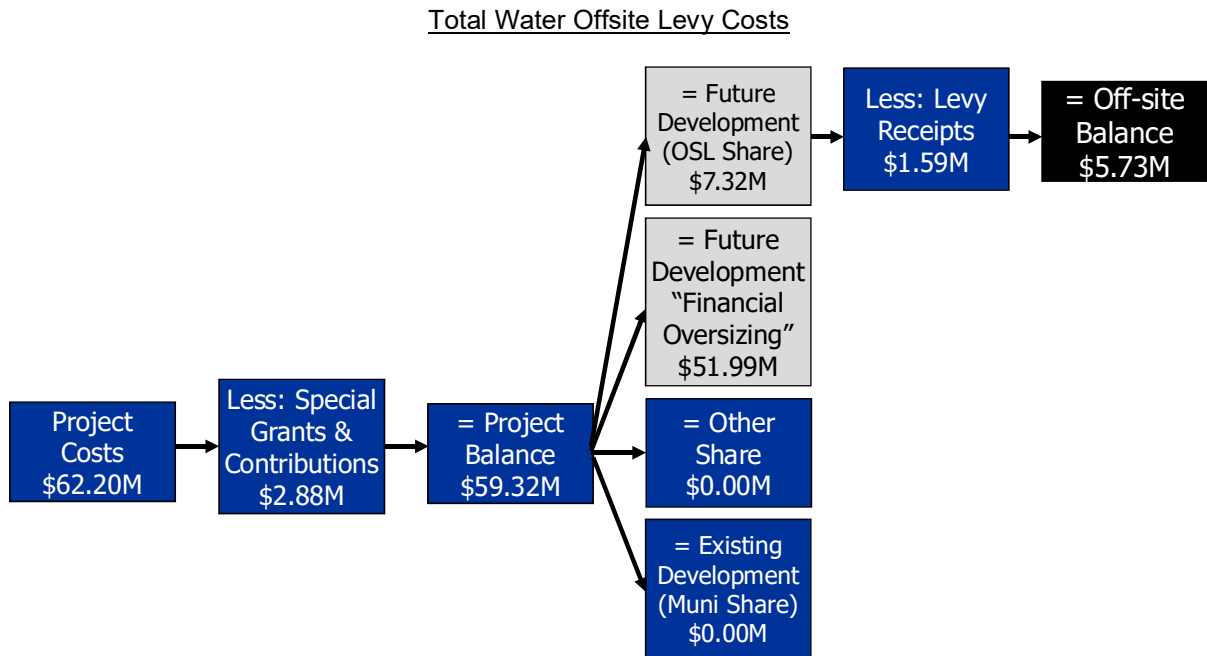 Total Water Offsite Levy Costs
Project
Costs
$62.20M
Less: Special
Grants &
Contributions
$2.88M
= Project
Balance
$59.32M
= Future
Development
(OSL Share)
$7.32M
Less: Levy
Receipts
$1.59M
= Off-site
Balance
$5.73M
= Future
Development
“Financial
Oversizing”
$51.99M
= Other
Share
$0.00M
= Existing
Development
(Muni Share)
$0.00M